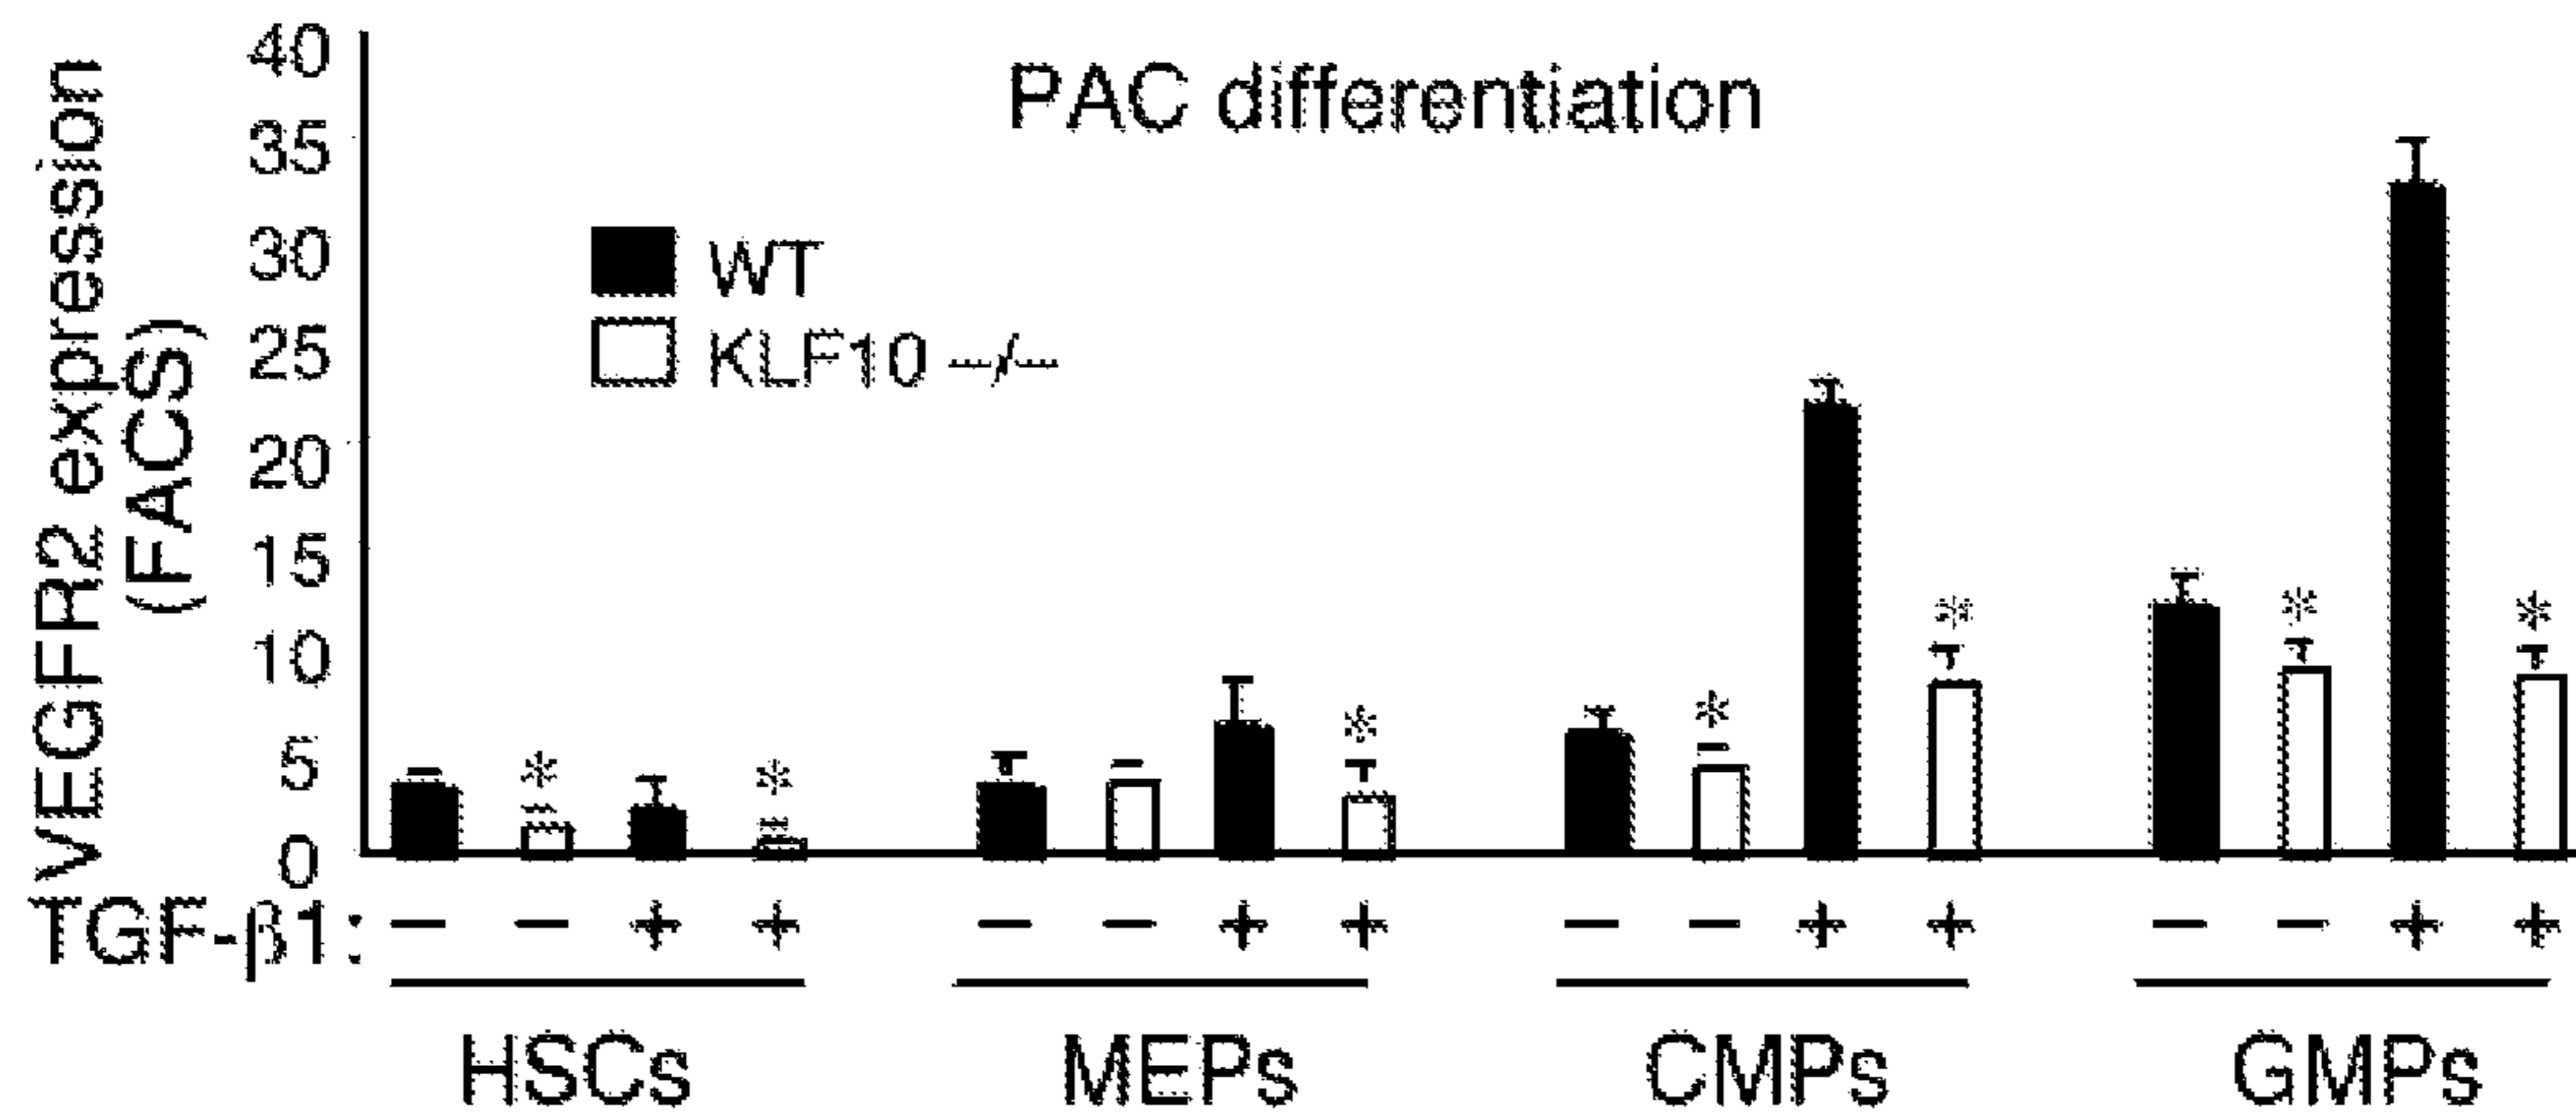 PAC differentiation
VEGFR2 expression
(FACS)
40
35
30
25
20
15
10
5
0
WT
KLF10 –/–
* * * * * * * *
TGF-β1: – – + + – – + + – – + + – – + +
HSCs MEPs CMPs GMPs